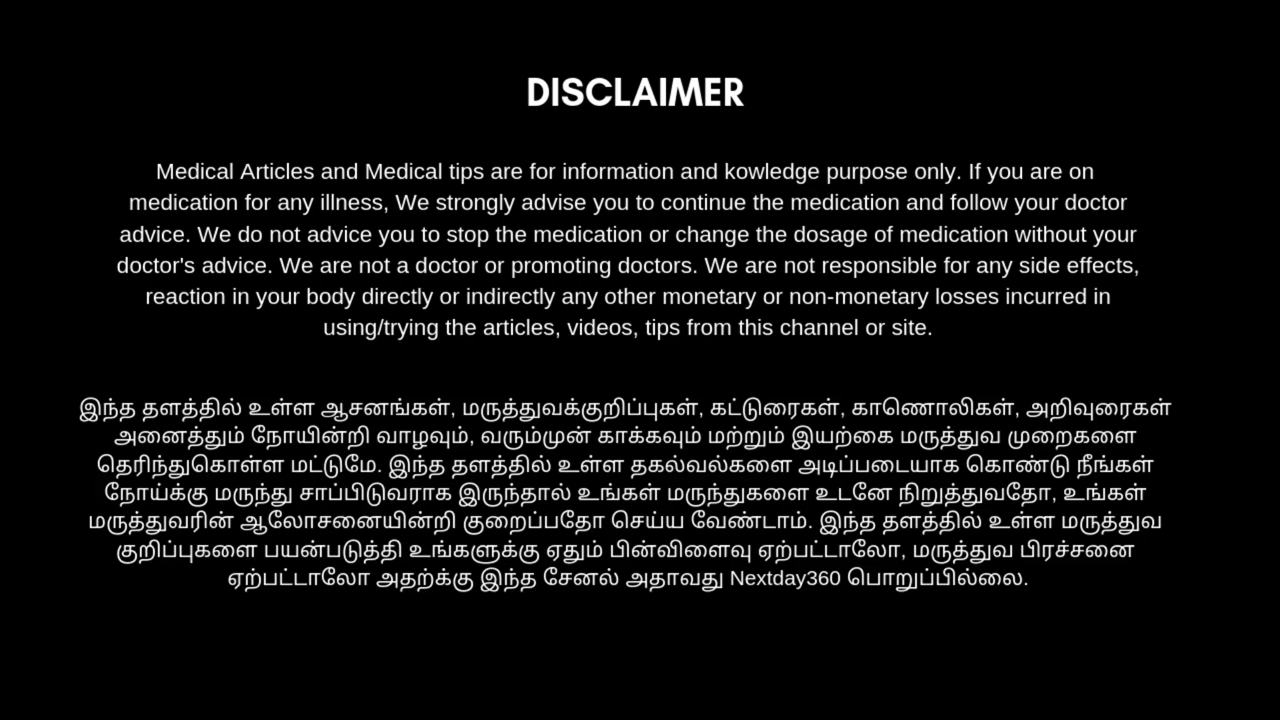 DISCLAIMER
Medical Articles and Medical tips are for information and kowledge purpose only. If you are on
medication for any illness, We strongly advise you to continue the medication and follow your doctor
advice. We do not advice you to stop the medication or change the dosage of medication without your
doctor's advice. We are not a doctor or promoting doctors. We are not responsible for any side effects,
reaction in your body directly or indirectly any other monetary or non-monetary losses incurred in
using/trying the articles, videos, tips from this channel or site.
இந்த தளத்தில் உள்ள ஆசனங்கள், மருத்துவக்குறிப்புகள், கட்டுரைகள், காணொலிகள், அறிவுரைகள்
அனைத்தும் நோயின்றி வாழவும், வரும்முன் காக்கவும் மற்றும் இயற்கை மருத்துவ முறைகளை
தெரிந்துகொள்ள மட்டுமே. இந்த தளத்தில் உள்ள தகல்வல்களை அடிப்படையாக கொண்டு நீங்கள்
நோய்க்கு மருந்து சாப்பிடுவராக இருந்தால் உங்கள் மருந்துகளை உடனே நிறுத்துவதோ, உங்கள்
மருத்துவரின் ஆலோசனையின்றி குறைப்பதோ செய்ய வேண்டாம். இந்த தளத்தில் உள்ள மருத்துவ
குறிப்புகளை பயன்படுத்தி உங்களுக்கு ஏதும் பின்விளைவு ஏற்பட்டாலோ, மருத்துவ பிரச்சனை
ஏற்பட்டாலோ அதற்க்கு இந்த சேனல் அதாவது Nextday360 பொறுப்பில்லை.